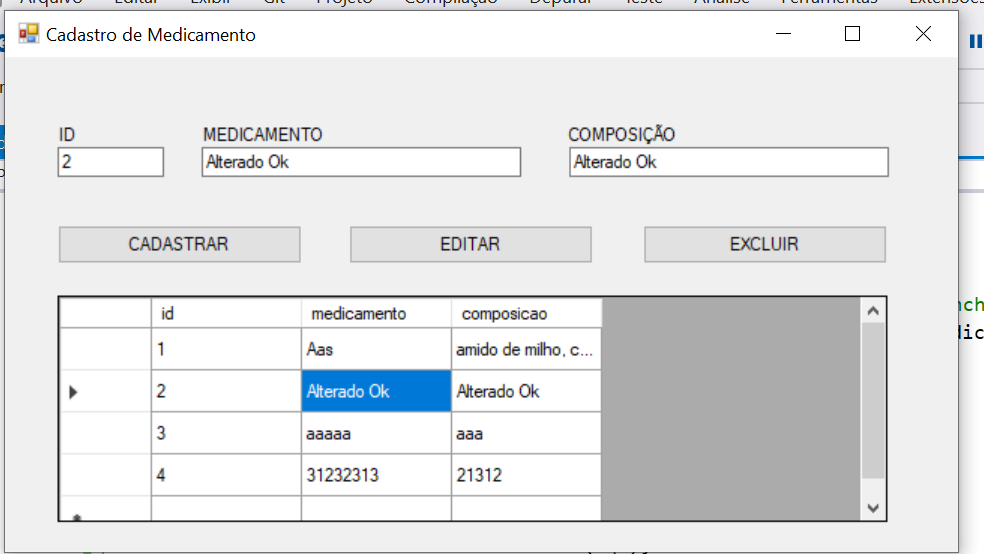 Arquivo Editar Exibir Git Projeto Compilação Depurar Teste Análise Ferramentas Extensões
Cadastro de Medicamento
ID MEDICAMENTO COMPOSIÇÃO
2 Alterado Ok Alterado Ok
CADASTRAR EDITAR EXCLUIR
id medicamento composicao
1 Aas amido de milho, c...
2 Alterado Ok Alterado Ok
3 aaaaa aaa
4 31232313 21312